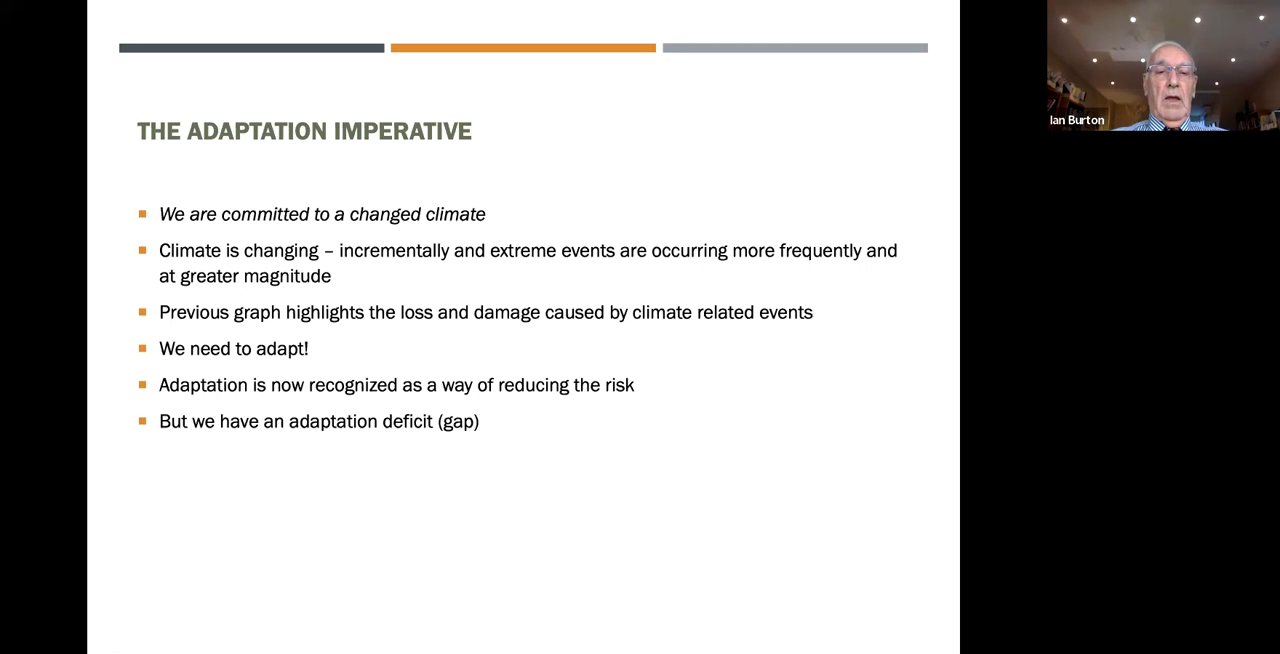 THE ADAPTATION IMPERATIVE
We are committed to a changed climate
Climate is changing – incrementally and extreme events are occurring more frequently and
at greater magnitude
Previous graph highlights the loss and damage caused by climate related events
We need to adapt!
Adaptation is now recognized as a way of reducing the risk
But we have an adaptation deficit (gap)
Ian Burton